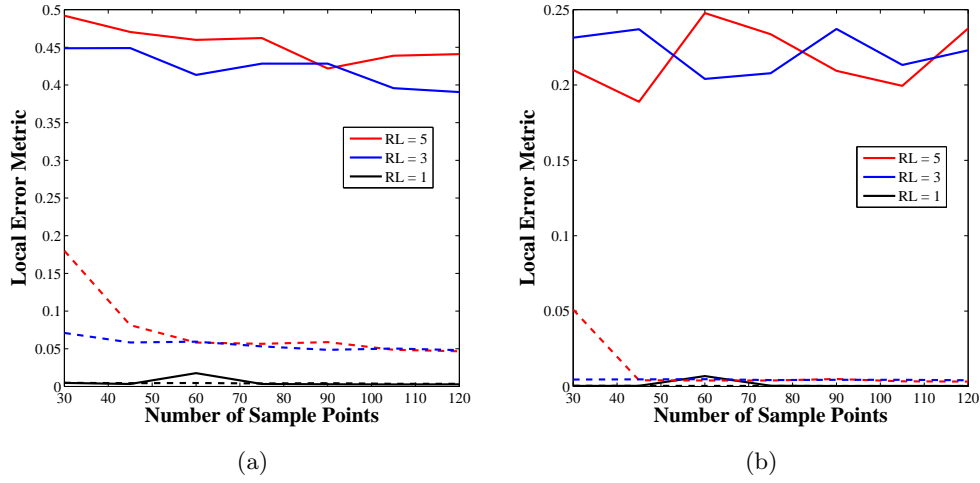 0.5
0.45
0.4
0.35
0.3
0.25
0.2
0.15
0.1
0.05
0
Local Error Metric
RL = 5
RL = 3
RL = 1
30 40 50 60 70 80 90 100 110 120
Number of Sample Points
(a)
0.25
0.2
0.15
0.1
0.05
0
Local Error Metric
RL = 5
RL = 3
RL = 1
30 40 50 60 70 80 90 100 110 120
Number of Sample Points
(b)